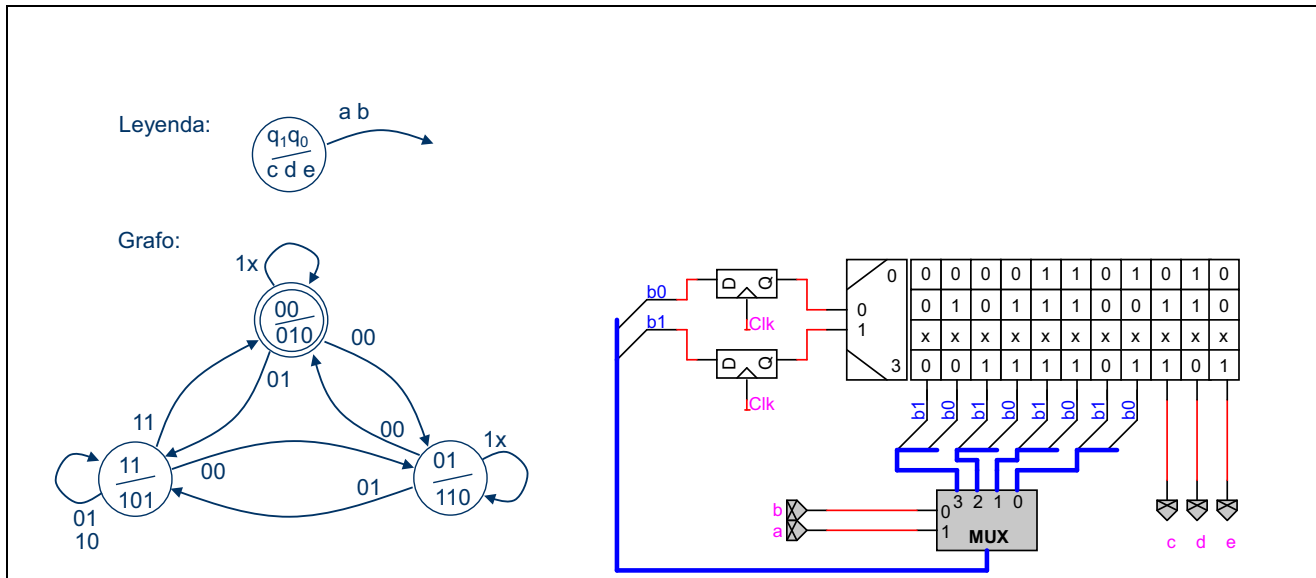 Leyenda:
a b
q₁q₀
c d e
Grafo:
1x
00
010
00
01
11
00
1x
11
101
00
01
01
110
01
10
b0
b1
D Q
Clk
D Q
Clk
0
0
1
3
0 0 0 0 1 1 0 1 0 1 0
0 1 0 1 1 1 0 0 1 1 0
x x x x x x x x x x x
0 0 1 1 1 1 0 1 1 0 1
b1 b0 b1 b0 b1 b0 b1 b0
3 2 1 0
b 0
a 1
MUX
c d e